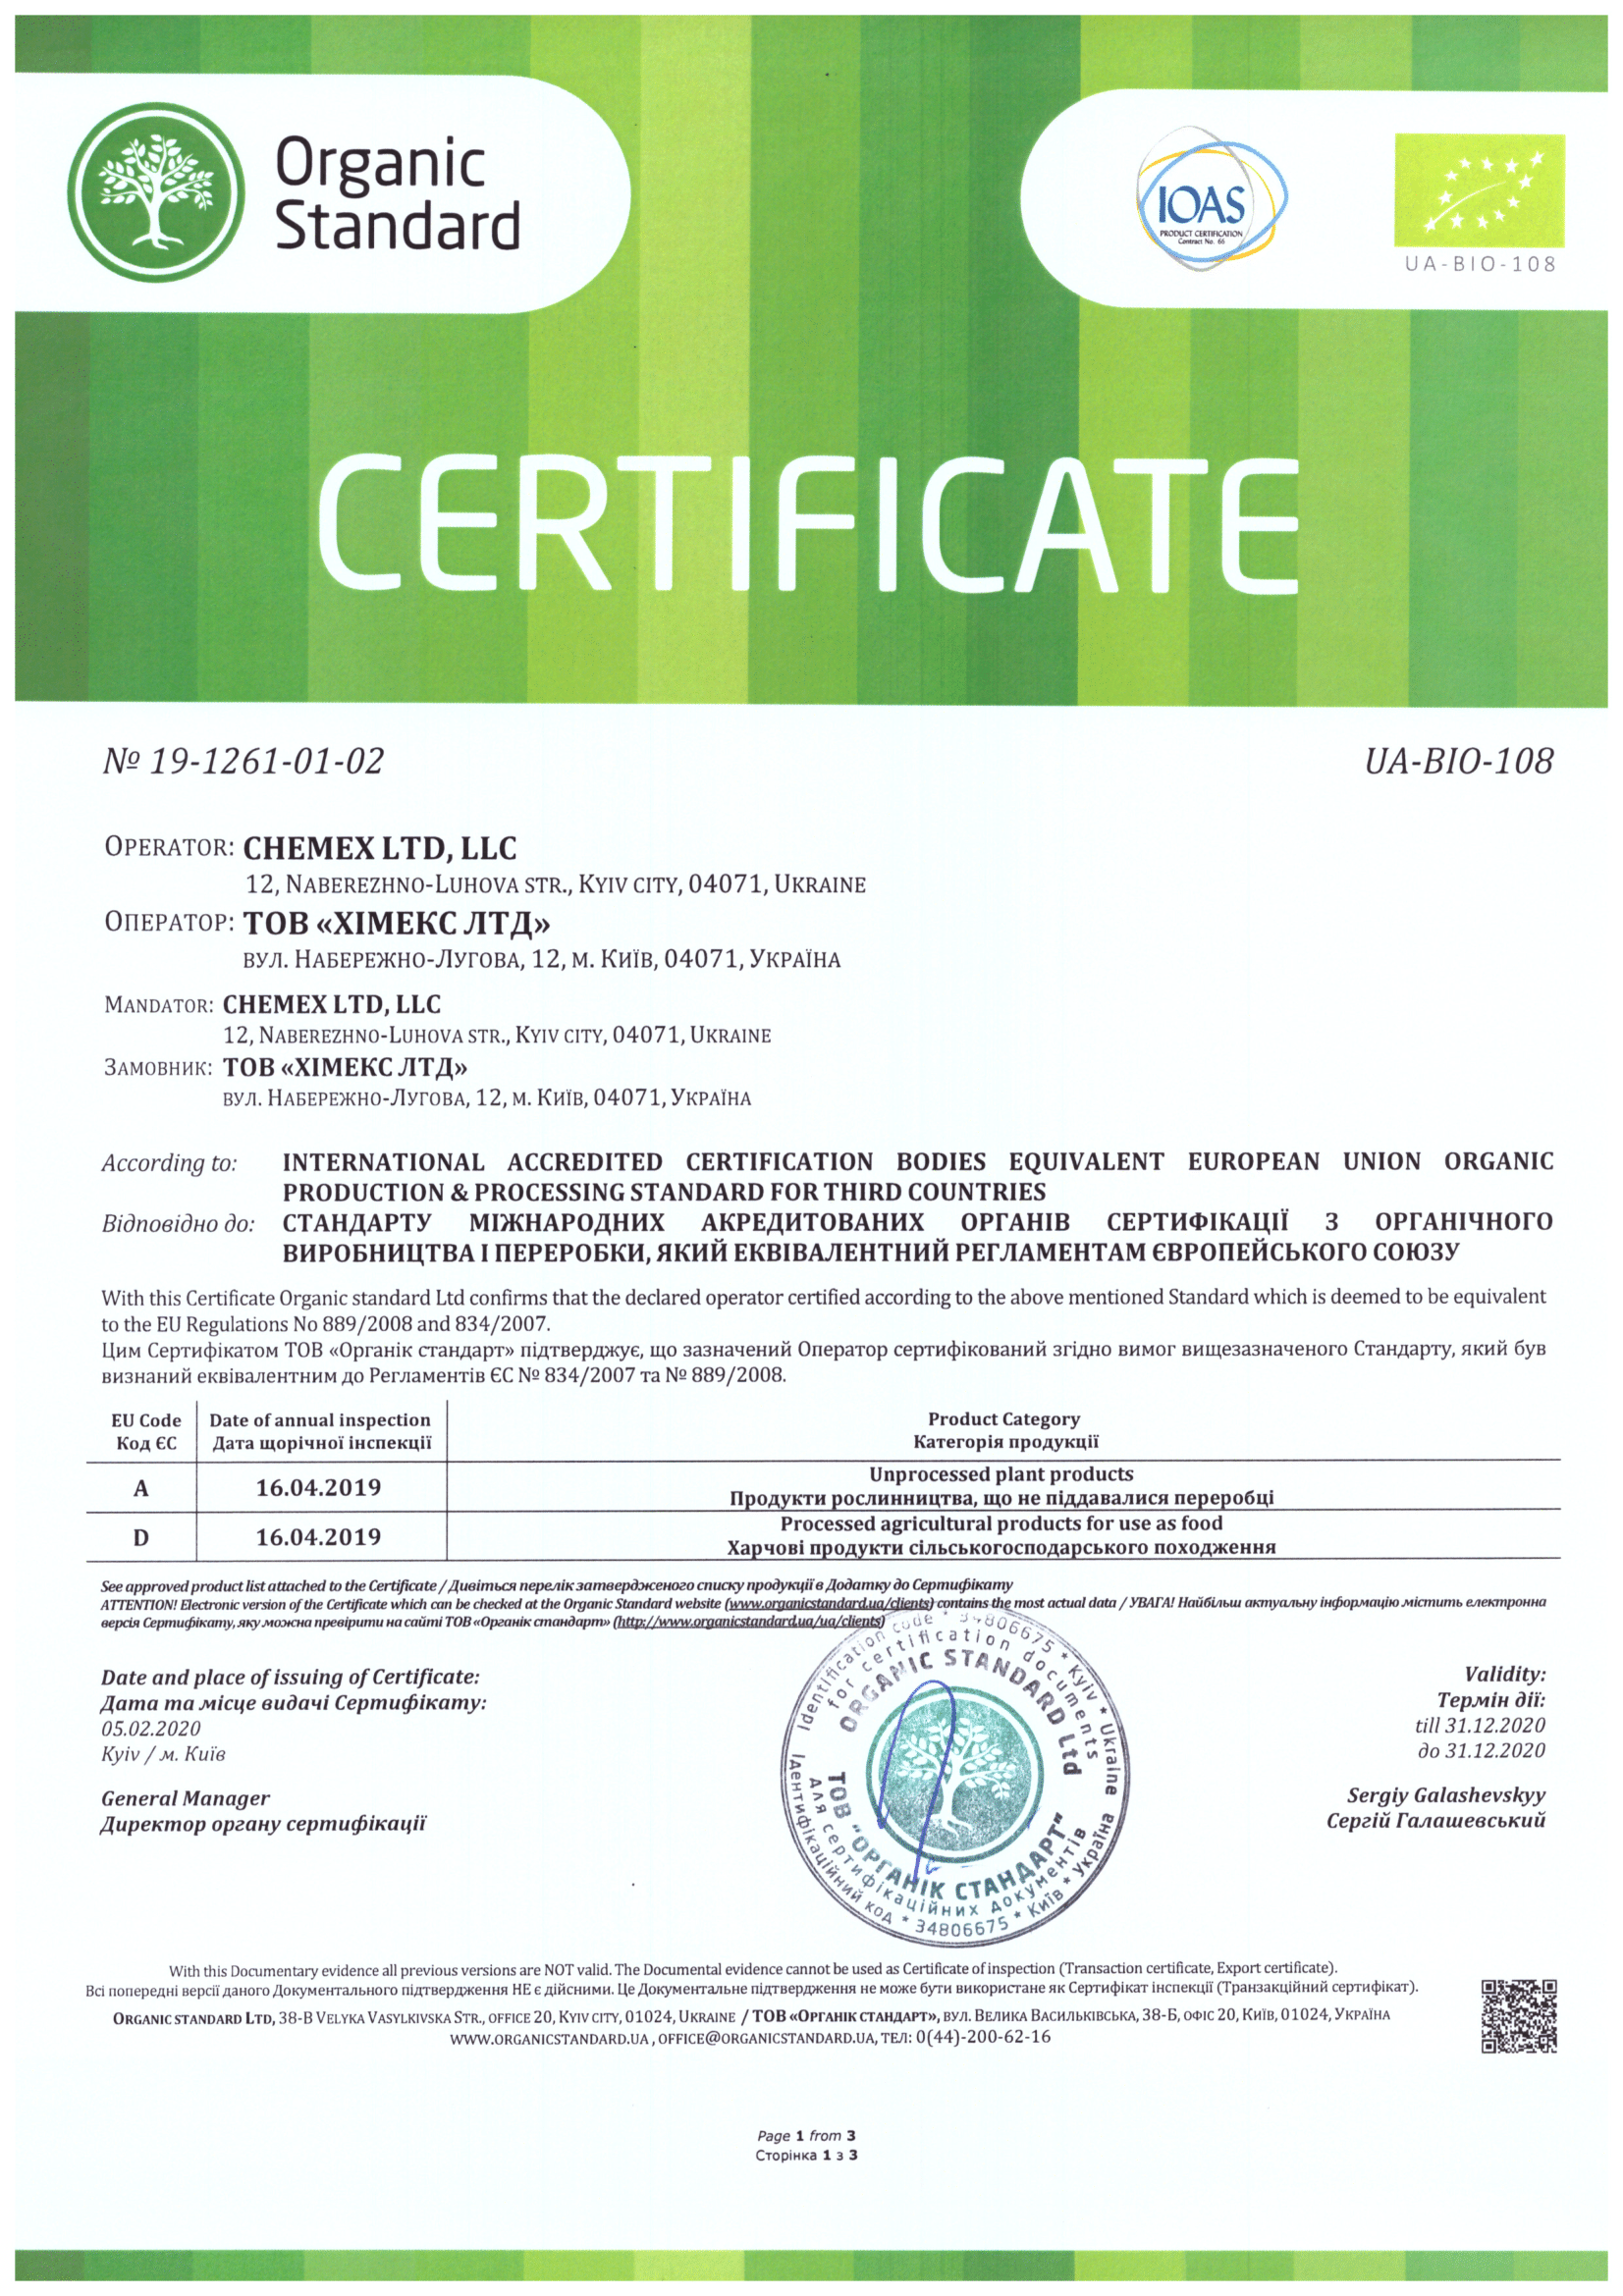 Organic
Standard
IOAS
PRODUCT CERTIFICATION
Contract No. 66
UA-BIO-108
CERTIFICATE
№ 19-1261-01-02
UA-BIO-108
OPERATOR: CHEMEX LTD, LLC
12, NABEREZHNO-LUHOVA STR., KYIV CITY, 04071, UKRAINE
ОПЕРАТОР: ТОВ «ХІМЕКС ЛТД»
ВУЛ. НАБЕРЕЖНО-ЛУГОВА, 12, М. КИЇВ, 04071, УКРАЇНА
MANDATOR: CHEMEX LTD, LLC
12, NABEREZHNO-LUHOVA STR., KYIV CITY, 04071, UKRAINE
ЗАМОВНИК: ТОВ «ХІМЕКС ЛТД»
ВУЛ. НАБЕРЕЖНО-ЛУГОВА, 12, М. КИЇВ, 04071, УКРАЇНА
According to: INTERNATIONAL ACCREDITED CERTIFICATION BODIES EQUIVALENT EUROPEAN UNION ORGANIC
PRODUCTION & PROCESSING STANDARD FOR THIRD COUNTRIES
Відповідно до: СТАНДАРТУ МІЖНАРОДНИХ АКРЕДИТОВАНИХ ОРГАНІВ СЕРТИФІКАЦІЇ З ОРГАНІЧНОГО
ВИРОБНИЦТВА І ПЕРЕРОБКИ, ЯКИЙ ЕКВІВАЛЕНТНИЙ РЕГЛАМЕНТАМ ЄВРОПЕЙСЬКОГО СОЮЗУ
With this Certificate Organic standard Ltd confirms that the declared operator certified according to the above mentioned Standard which is deemed to be equivalent
to the EU Regulations No 889/2008 and 834/2007.
Цим Сертифікатом ТОВ «Органік стандарт» підтверджує, що зазначений Оператор сертифікований згідно вимог вищезазначеного Стандарту, який був
визнаний еквівалентним до Регламентів ЄС № 834/2007 та № 889/2008.
EU Code
Код ЄС
Date of annual inspection
Дата щорічної інспекції
Product Category
Категорія продукції
A
16.04.2019
Unprocessed plant products
Продукти рослинництва, що не піддавалися переробці
D
16.04.2019
Processed agricultural products for use as food
Харчові продукти сільськогосподарського походження
See approved product list attached to the Certificate / Дивіться перелік затвердженого списку продукції в Додатку до Сертифікату
ATTENTION! Electronic version of the Certificate which can be checked at the Organic Standard website (www.organicstandard.ua/clients) contains the most actual data / УВАГА! Найбільш актуальну інформацію містить електронна
версія Сертифікату, яку можна превірити на сайті ТОВ «Органік стандарт» (http://www.organicstandard.ua/ua/clients)
Date and place of issuing of Certificate:
Дата та місце видачі Сертифікату:
05.02.2020
Kyiv / м. Київ
General Manager
Директор органу сертифікації
Identification code * 34806675 * Kyiv * Ukraine
for certification documents
ORGANIC STANDARD Ltd
ТОВ "ОРГАНІК СТАНДАРТ"
для сертифікаційних документів
Ідентифікаційний код * 34806675 * Київ * Україна
Validity:
Термін дії:
till 31.12.2020
до 31.12.2020
Sergiy Galashevskyy
Сергій Галашевський
With this Documentary evidence all previous versions are NOT valid. The Documental evidence cannot be used as Certificate of inspection (Transaction certificate, Export certificate).
Всі попередні версії даного Документального підтвердження НЕ є дійсними. Це Документальне підтвердження не може бути використане як Сертифікат інспекції (Транзакційний сертифікат).
ORGANIC STANDARD LTD, 38-B VELYKA VASYLKIVSKA STR., OFFICE 20, KYIV CITY, 01024, UKRAINE / ТОВ «ОРГАНІК СТАНДАРТ», ВУЛ. ВЕЛИКА ВАСИЛЬКІВСЬКА, 38-Б, ОФІС 20, КИЇВ, 01024, УКРАЇНА
WWW.ORGANICSTANDARD.UA , OFFICE@ORGANICSTANDARD.UA, ТЕЛ: 0(44)-200-62-16
Page 1 from 3
Сторінка 1 з 3